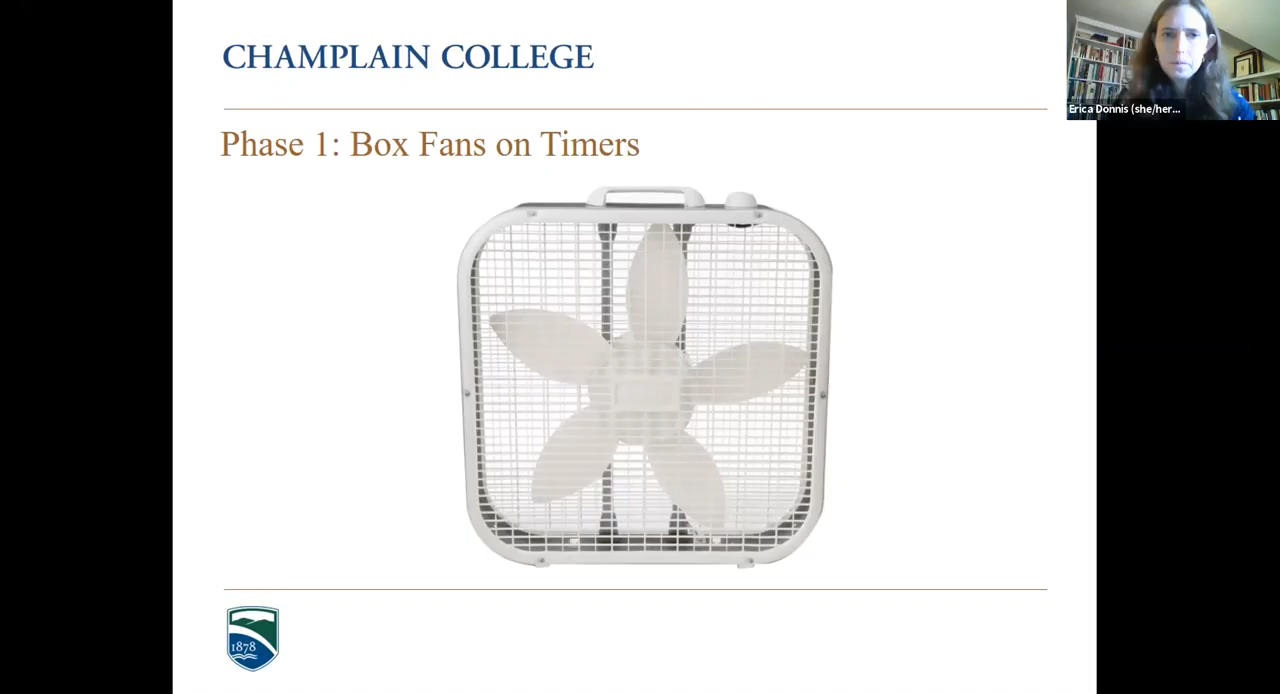 CHAMPLAIN COLLEGE
Erica Donnis (she/her...
Phase 1: Box Fans on Timers
1878